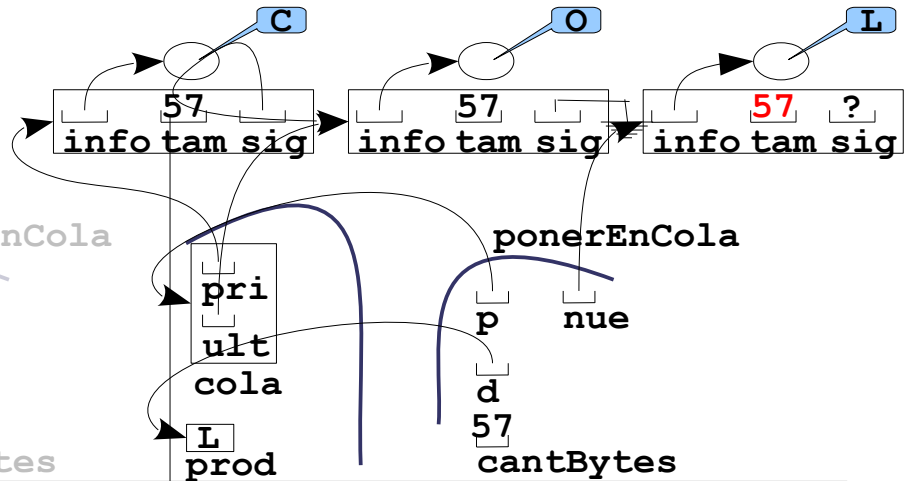 C O L
57 57 57 ?
info tam sig info tam sig info tam sig
nCola ponerEnCola
pri
p nue
ult
cola
d
57
L
tes prod cantBytes